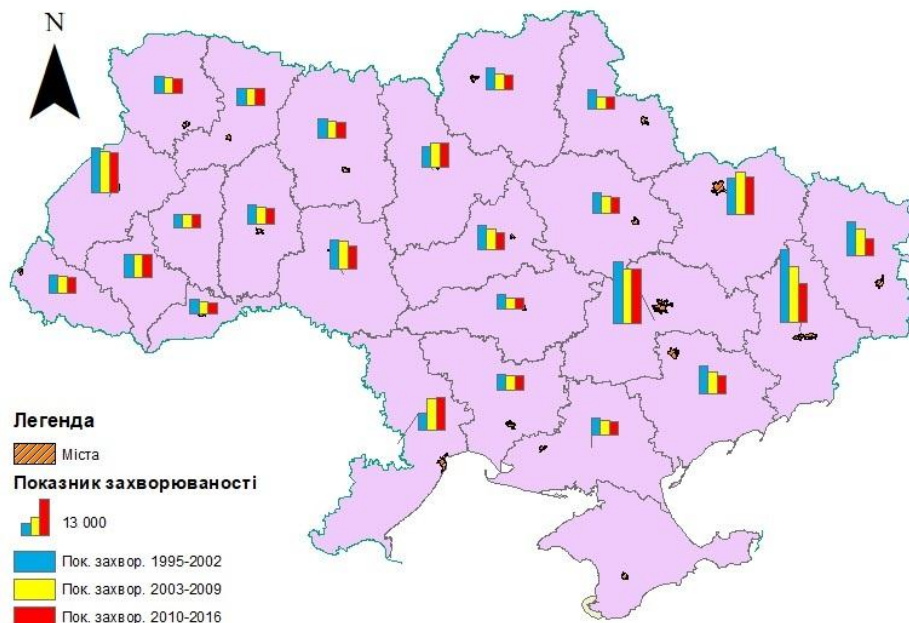 N
Легенда
Міста
Показник захворюваності
13 000
Пок. захвор. 1995-2002
Пок. захвор. 2003-2009
Пок. захвор. 2010-2016